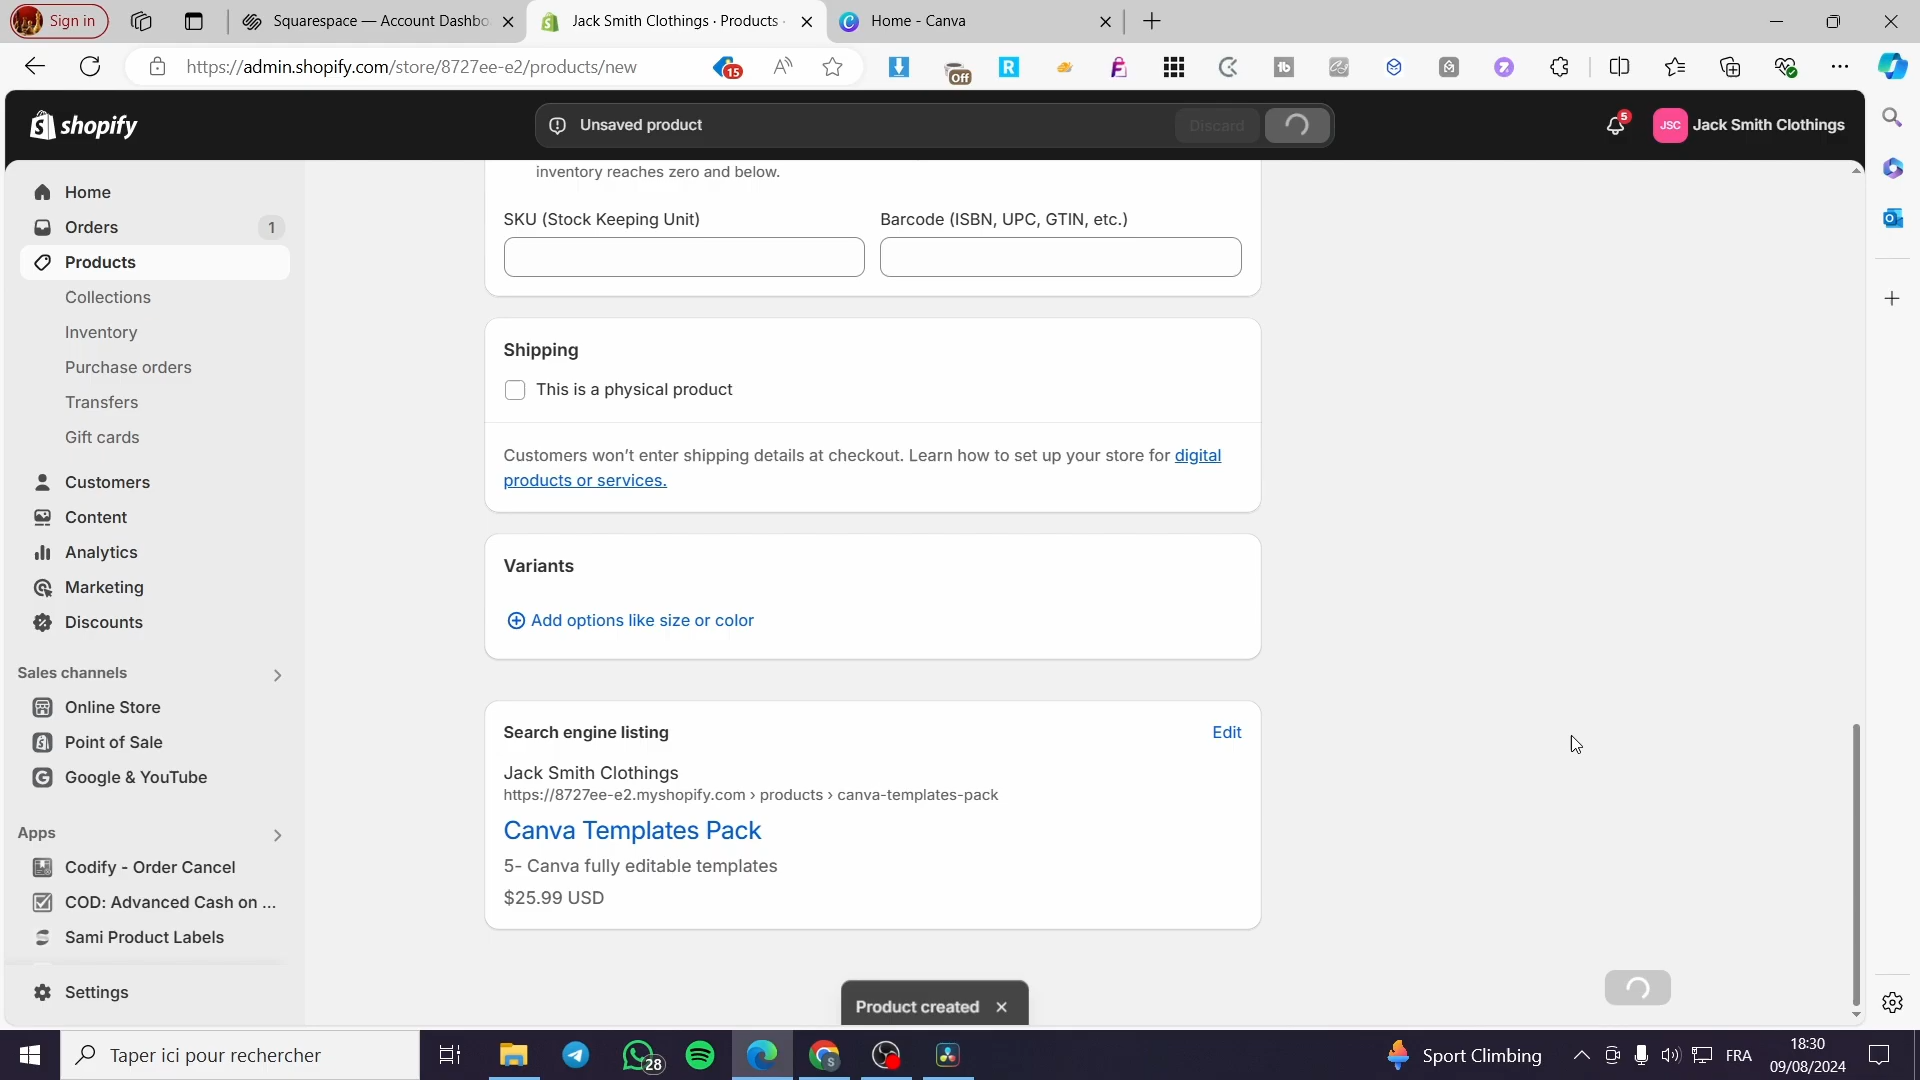 Sign in
Squarespace — Account Dashbo
Jack Smith Clothings · Products ·
Home - Canva
https://admin.shopify.com/store/8727ee-e2/products/new
15
Off
shopify
Unsaved product
Discard
5
JSC
Jack Smith Clothings
Home
Orders
1
Products
Collections
Inventory
Purchase orders
Transfers
Gift cards
Customers
Content
Analytics
Marketing
Discounts
Sales channels
Online Store
Point of Sale
Google & YouTube
Apps
Codify - Order Cancel
COD: Advanced Cash on ...
Sami Product Labels
Settings
inventory reaches zero and below.
SKU (Stock Keeping Unit)
Barcode (ISBN, UPC, GTIN, etc.)
Shipping
This is a physical product
Customers won't enter shipping details at checkout. Learn how to set up your store for digital
products or services.
Variants
Add options like size or color
Search engine listing
Edit
Jack Smith Clothings
https://8727ee-e2.myshopify.com › products › canva-templates-pack
Canva Templates Pack
5- Canva fully editable templates
$25.99 USD
Product created
Taper ici pour rechercher
28
Sport Climbing
FRA
18:30
09/08/2024